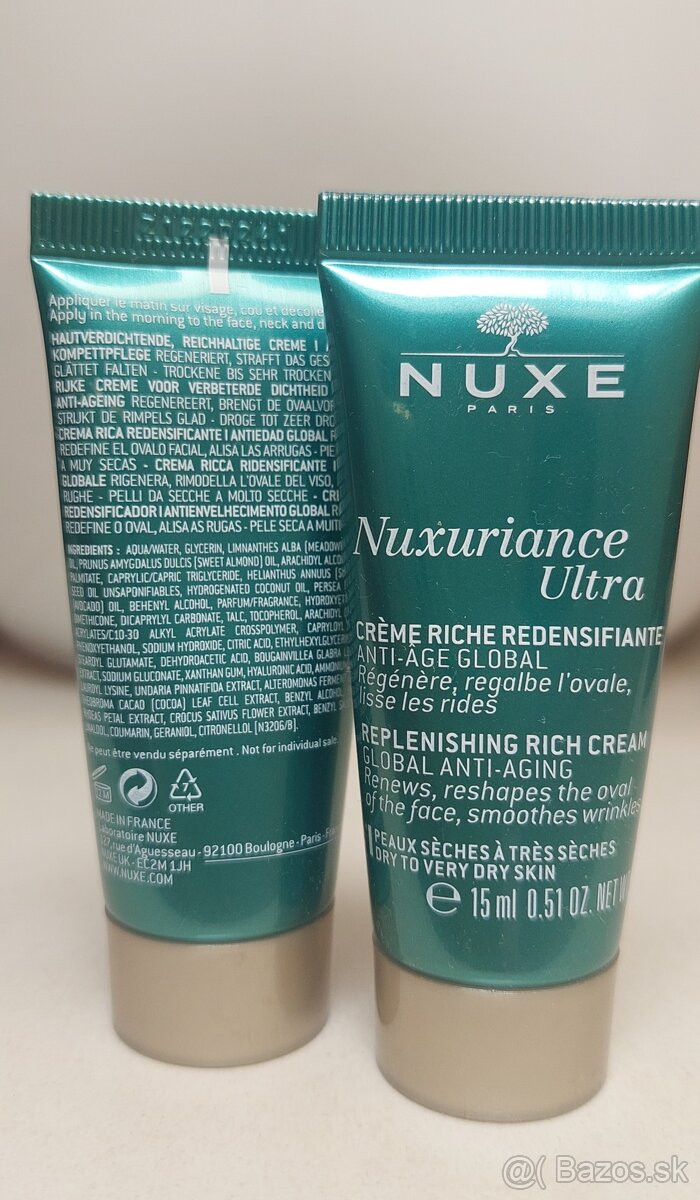 Appliquer le matin sur visage, cou et décolle
Apply in the morning to the face, neck and d
HAUTVERDICHTENDE, REICHHALTIGE CREME I
KOMPETTPFLEGE REGENERIERT, STRAFFT DAS GES
GLÄTTET FALTEN - TROCKENE BIS SEHR TROCKEN
RIJKE CREME VOOR VERBETERDE DICHTHEID
ANTI-AGEING REGENEREERT, BRENGT DE OVAALVOR
STRIJKT DE RIMPELS GLAD - DROGE TOT ZEER DRO
CREMA RICA REDENSIFICANTE I ANTIEDAD GLOBAL
REDEFINE EL OVALO FACIAL, ALISA LAS ARRUGAS - PIE
A MUY SECAS - CREMA RICCA RIDENSIFICANTE
GLOBALE RIGENERA, RIMODELLA L'OVALE DEL VISO,
RUGHE - PELLI DA SECCHE A MOLTO SECCHE - CR
REDENSIFICADOR I ANTIENVELHECIMENTO GLOBAL
REDEFINE O OVAL, ALISA AS RUGAS - PELE SECA A MUIT
INGREDIENTS : AQUA/WATER, GLYCERIN, LIMNANTHES ALBA (MEADOW
OIL, PRUNUS AMYGDALUS DULCIS (SWEET ALMOND) OIL, ARACHIDYL ALCO
PALMITATE, CAPRYLIC/CAPRIC TRIGLYCERIDE, HELIANTHUS ANNUUS (S
SEED OIL UNSAPONIFIABLES, HYDROGENATED COCONUT OIL, PERSEA
(AVOCADO) OIL, BEHENYL ALCOHOL, PARFUM/FRAGRANCE, HYDROXYET
DIMETHICONE, DICAPRYLYL CARBONATE, TALC, TOCOPHEROL, ARACHIDYL
ACRYLATES/C10-30 ALKYL ACRYLATE CROSSPOLYMER, CAPRYLOYL
PHENOXYETHANOL, SODIUM HYDROXIDE, CITRIC ACID, ETHYLHEXYLGLYCER
STEAROYL GLUTAMATE, DEHYDROACETIC ACID, BOUGAINVILLEA GLABRA
EXTRACT, SODIUM GLUCONATE, XANTHAN GUM, HYALURONIC ACID, AMMON
LAUROYL LYSINE, UNDARIA PINNATIFIDA EXTRACT, ALTEROMONAS FERMENT
THEOBROMA CACAO (COCOA) LEAF CELL EXTRACT, BENZYL ALCOHOL,
PETAL EXTRACT, CROCUS SATIVUS FLOWER EXTRACT, BENZYL
LINALOOL, COUMARIN, GERANIOL, CITRONELLOL [N3206/B].
Ne peut être vendu séparément . Not for individual sale
12 M
7
OTHER
MADE IN FRANCE
Laboratoire NUXE
127, rue d'Aguesseau - 92100 Boulogne - Paris - Fra
NUXE UK - EC2M 1JH
WWW.NUXE.COM
NUXE
PARIS
Nuxuriance
Ultra
CRÈME RICHE REDENSIFIANTE
ANTI-ÂGE GLOBAL
Régénère, regalbe l'ovale,
lisse les rides
REPLENISHING RICH CREAM
GLOBAL ANTI-AGING
Renews, reshapes the oval
of the face, smoothes wrinkles
PEAUX SÈCHES À TRÈS SÈCHES
DRY TO VERY DRY SKIN
℮ 15 ml 0.51 OZ. NET W
@( Bazos.sk